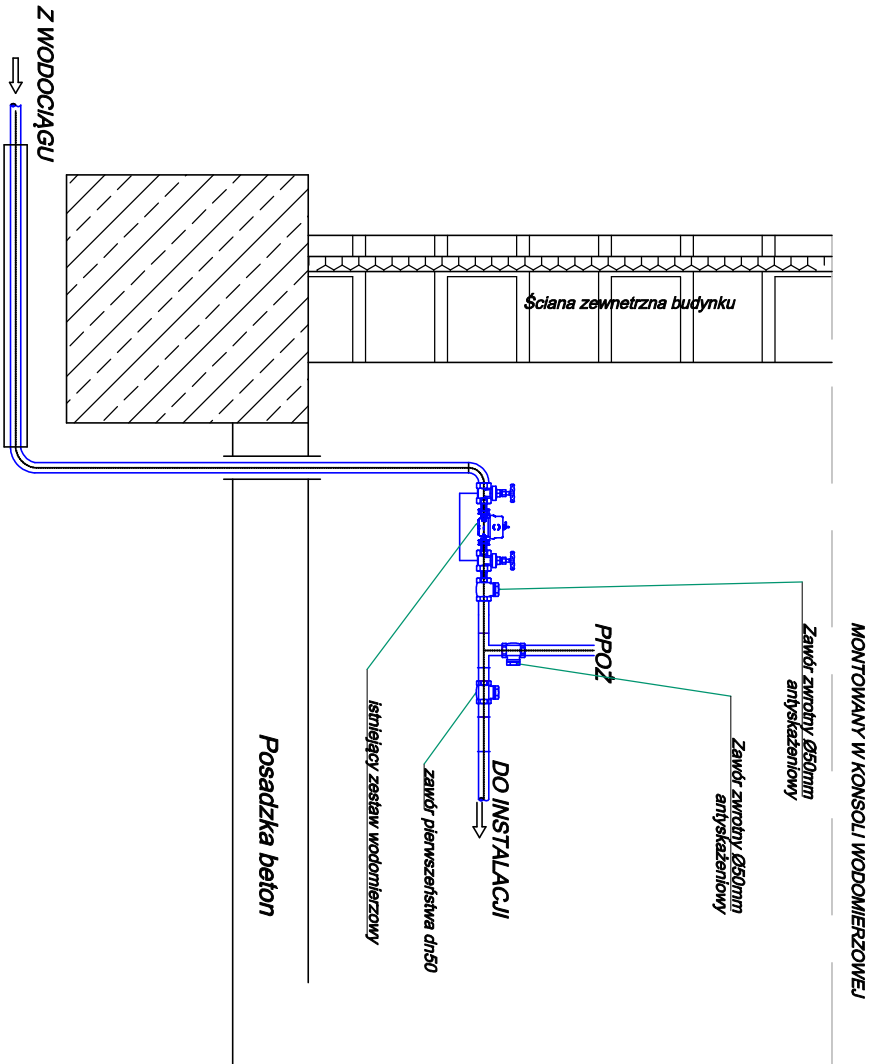 MONTOWANY W KONSOLI WODOMIERZOWEJ
Zawór zwrotny Ø50mm
antyskażeniowy
Zawór zwrotny Ø50mm
antyskażeniowy
Ściana zewnetrzna budynku
PPOŻ
DO INSTALACJI
zawór pierwszeństwa dn50
istniejący zestaw wodomierzowy
Posadzka beton
Z WODOCIĄGU